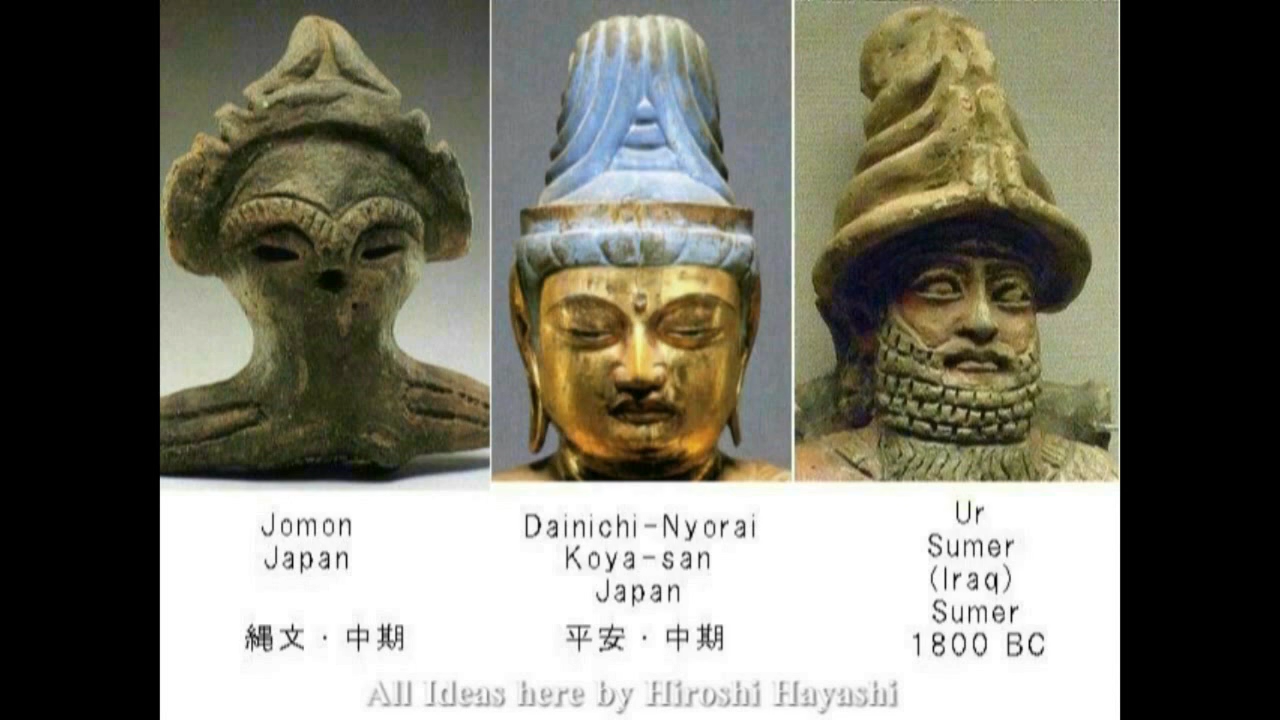 Jomon
Japan
縄文・中期
Dainichi-Nyorai
Koya-san
Japan
平安・中期
Ur
Sumer
(Iraq)
Sumer
1800 BC
All Ideas here by Hiroshi Hayashi